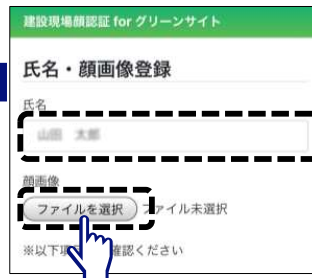 建設現場顔認証 for グリーンサイト
氏名・顔画像登録
氏名
山田 太郎
顔画像
ファイルを選択 ファイル未選択
※以下項 確認ください